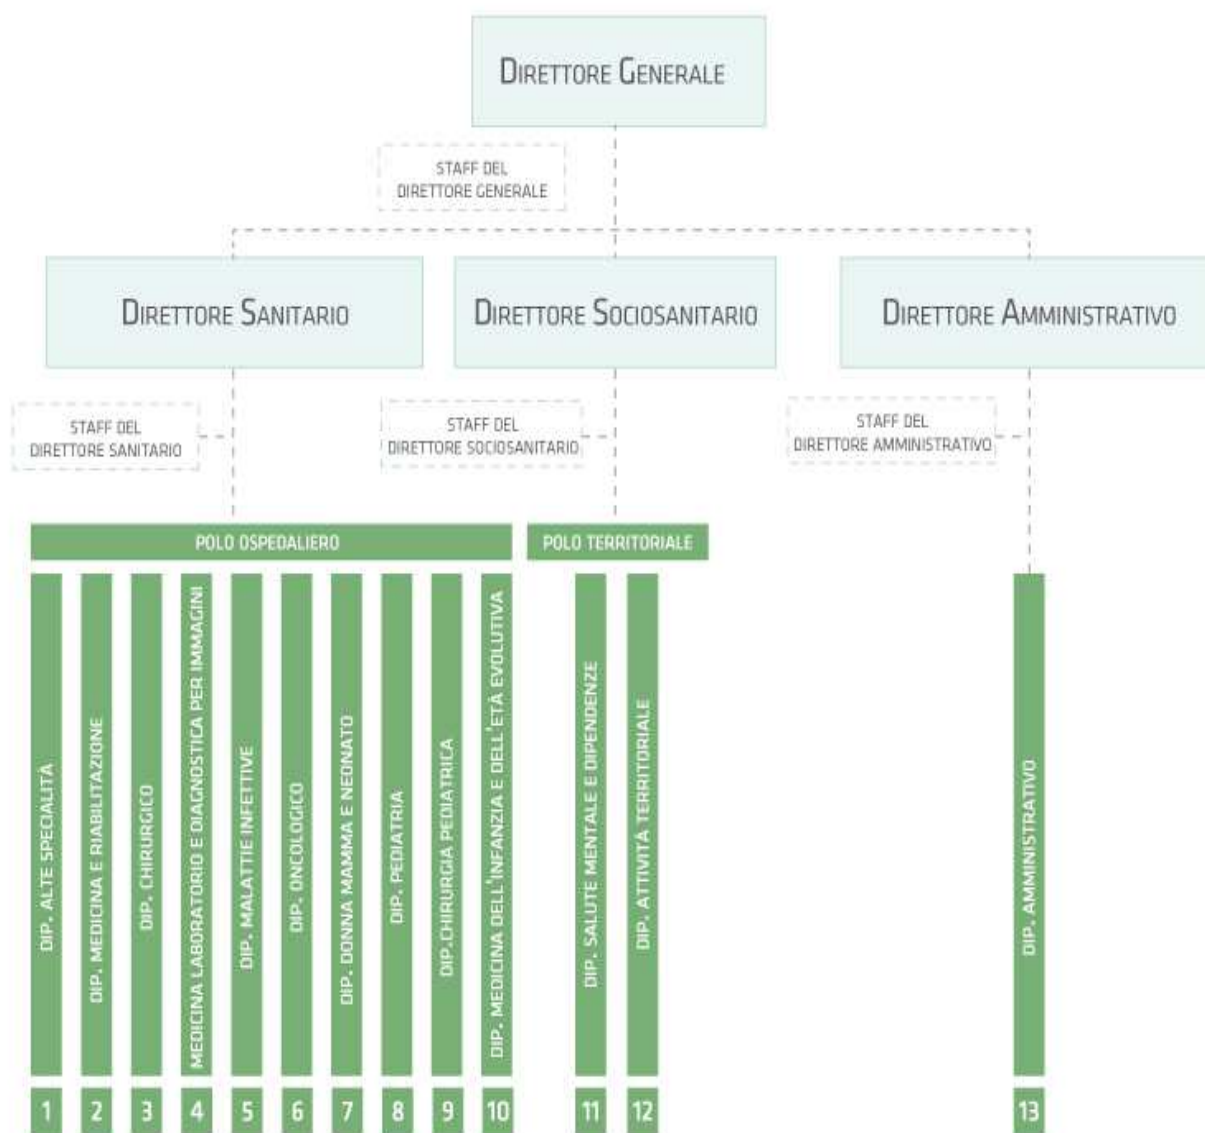 DIRETTORE GENERALE
STAFF DEL
DIRETTORE GENERALE
DIRETTORE SANITARIO
DIRETTORE SOCIOSANITARIO
DIRETTORE AMMINISTRATIVO
STAFF DEL
DIRETTORE SANITARIO
STAFF DEL
DIRETTORE SOCIOSANITARIO
STAFF DEL
DIRETTORE AMMINISTRATIVO
POLO OSPEDALIERO
POLO TERRITORIALE
DIP. ALTE SPECIALITÀ
DIP. MEDICINA E RIABILITAZIONE
DIP. CHIRURGICO
MEDICINA LABORATORIO E DIAGNOSTICA PER IMMAGINI
DIP. MALATTIE INFETTIVE
DIP. ONCOLOGICO
DIP. DONNA MAMMA E NEONATO
DIP. PEDIATRIA
DIP.CHIRURGIA PEDIATRICA
DIP. MEDICINA DELL'INFANZIA E DELL'ETÀ EVOLUTIVA
DIP. SALUTE MENTALE E DIPENDENZE
DIP. ATTIVITÀ TERRITORIALE
DIP. AMMINISTRATIVO
1 2 3 4 5 6 7 8 9 10 11 12 13